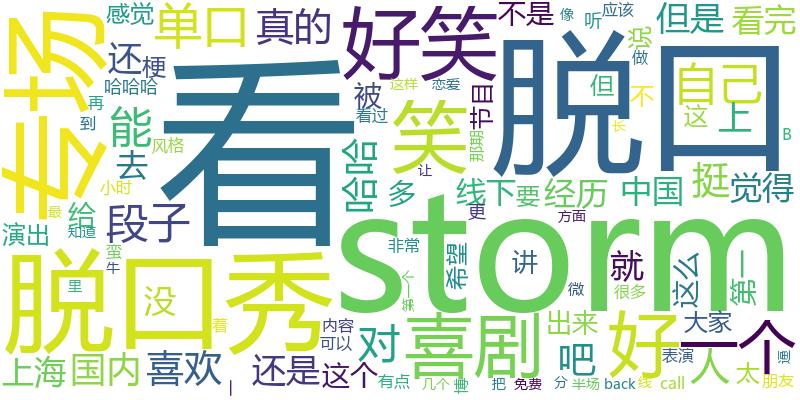 感觉
单口
真的
好笑
不是
像
听
应该
但是
看完
还
梗
哈哈哈
再
到
风格
看
这样
恋爱
被
看过
节目
那期
脱口
做
说
但
不
自己
这
上
B
长
专场
能
去
笑
哈哈
小时
最
给
知道
段子
多
让
线下
要
经历
中国
挺
觉得
演出
蛮
牛
更
方面
storm
非常
希望
讲
就
这么
第一
脱口秀
里
没
着
微
很多
第一个
对
喜剧
出来
吧
好
一个
大家
内容
可以
上海
国内
喜欢
还是
这个
有点
几个
把
免费
分
半场
back
线
call
表演
人
太
朋友